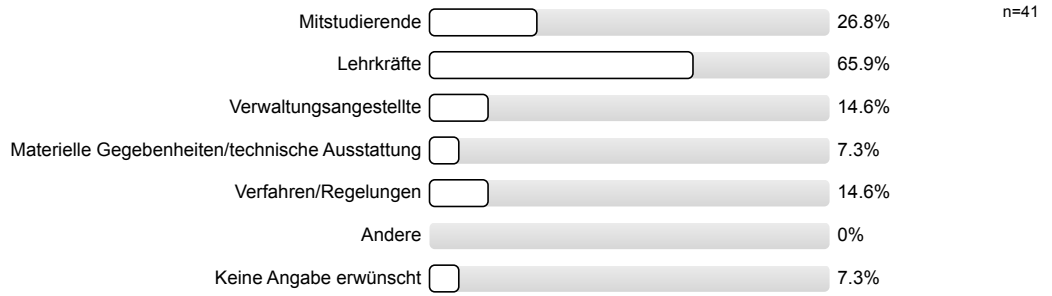 Mitstudierende 26.8% n=41
Lehrkräfte 65.9%
Verwaltungsangestellte 14.6%
Materielle Gegebenheiten/technische Ausstattung 7.3%
Verfahren/Regelungen 14.6%
Andere 0%
Keine Angabe erwünscht 7.3%